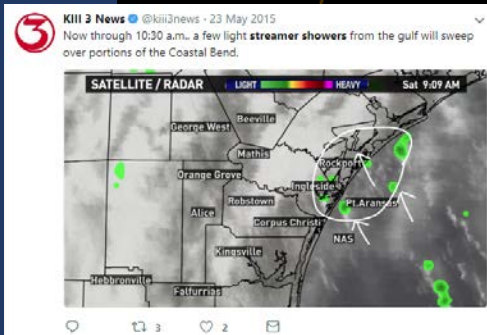 KIII 3 News @kiii3news · 23 May 2015
Now through 10:30 a.m.. a few light streamer showers from the gulf will sweep
over portions of the Coastal Bend.
3
SATELLITE / RADAR LIGHT HEAVY Sat 9:09 AM
Beeville
George West
Mathis
Rockport
Orange Grove
Ingleside
Robstown
Pt.Aransas
Alice
Corpus Christi
NAS
Kingsville
Hebbronville
Falfurrias
3 2